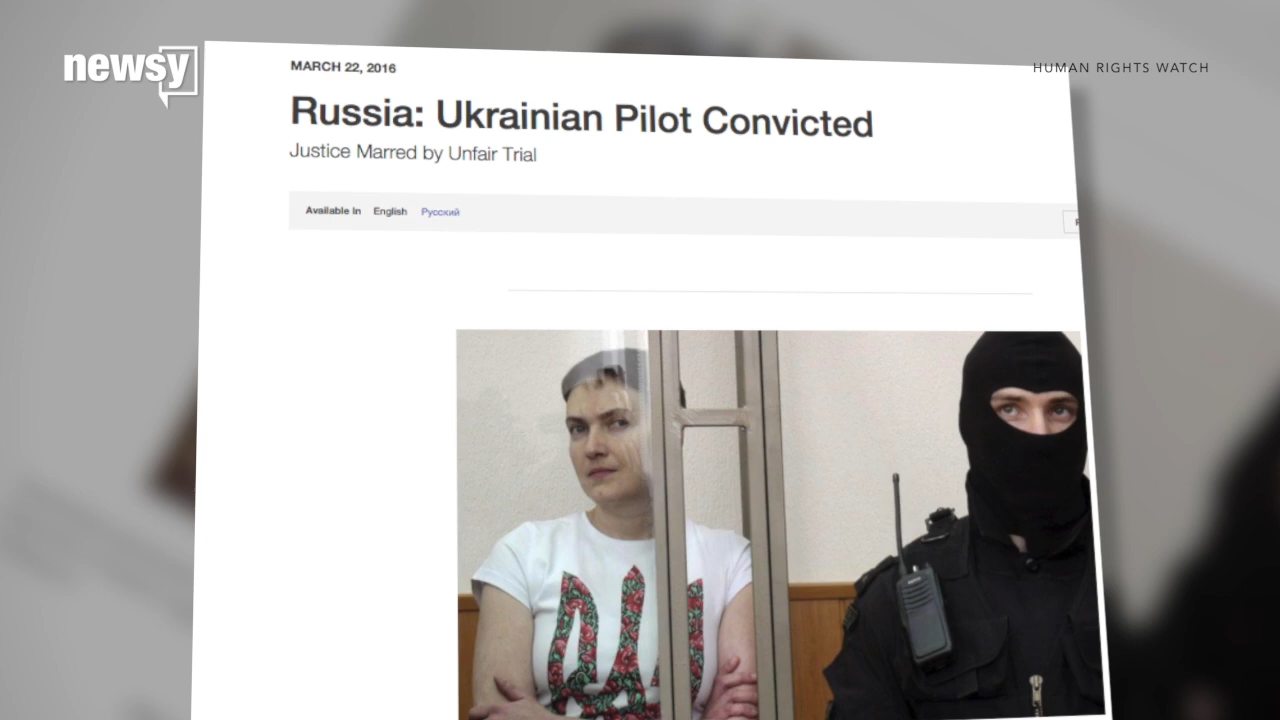 newsy
HUMAN RIGHTS WATCH
MARCH 22, 2016
Russia: Ukrainian Pilot Convicted
Justice Marred by Unfair Trial
Available In English Русский